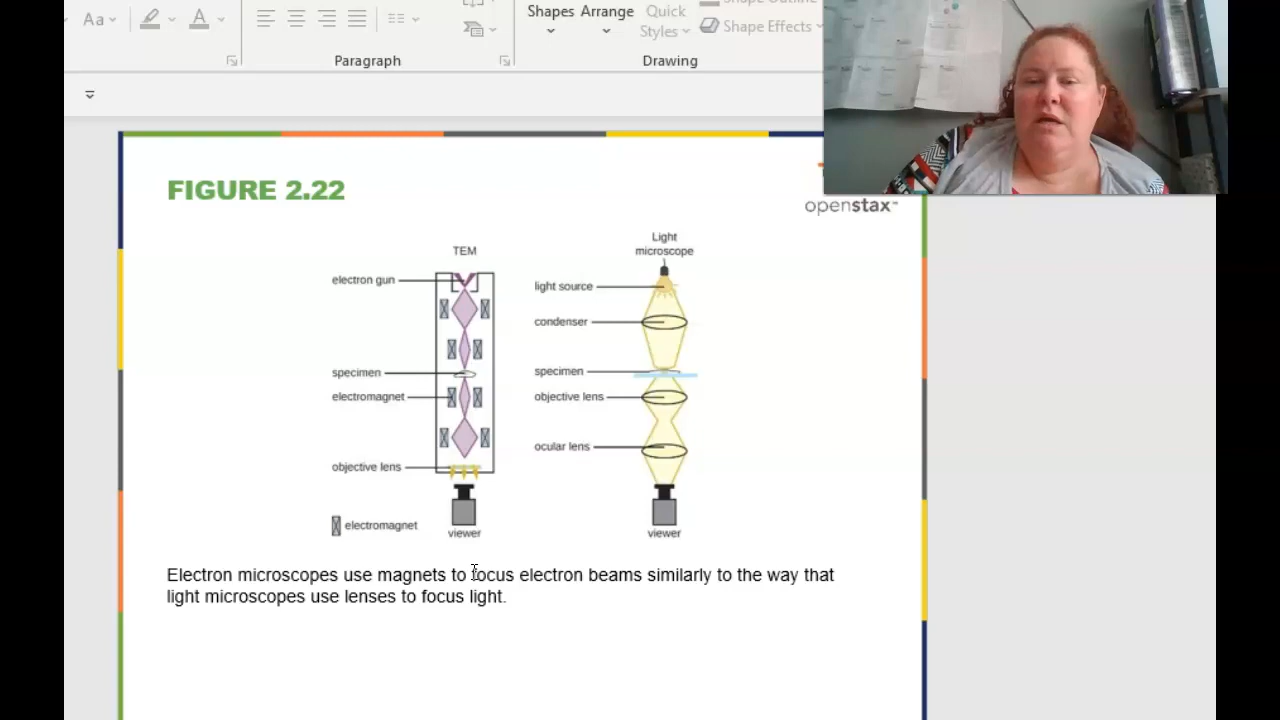 Aa
Shapes Arrange
Quick
Styles
Shape Outline
Shape Effects
Paragraph
Drawing
FIGURE 2.22
openstax™
TEM
Light
microscope
electron gun
light source
condenser
specimen
specimen
electromagnet
objective lens
ocular lens
objective lens
electromagnet
viewer
viewer
Electron microscopes use magnets to focus electron beams similarly to the way that
light microscopes use lenses to focus light.